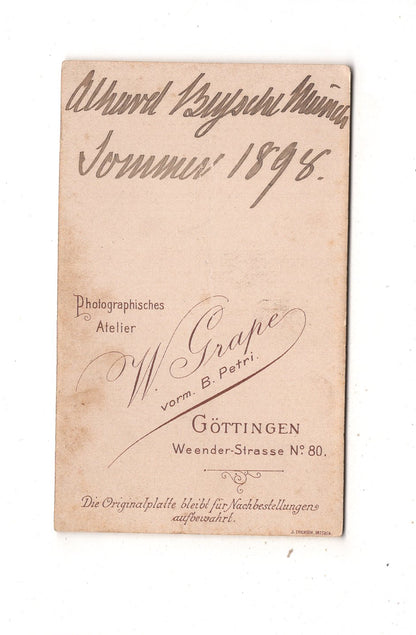 Sommer 1898.
Photographisches
Atelier
W. Grape
vorm. B. Petri.
GÖTTINGEN
Weender-Strasse No. 80.
Die Originalplatte bleibt für Nachbestellungen
aufbewahrt.